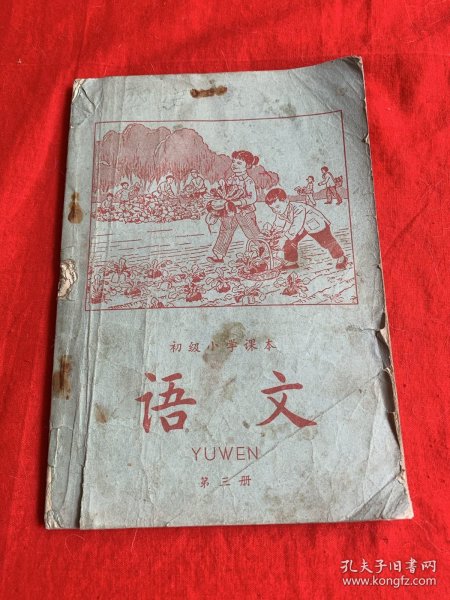 初级小学课本
语文
YUWEN
第三册
孔夫子旧书网
www.kongfz.com